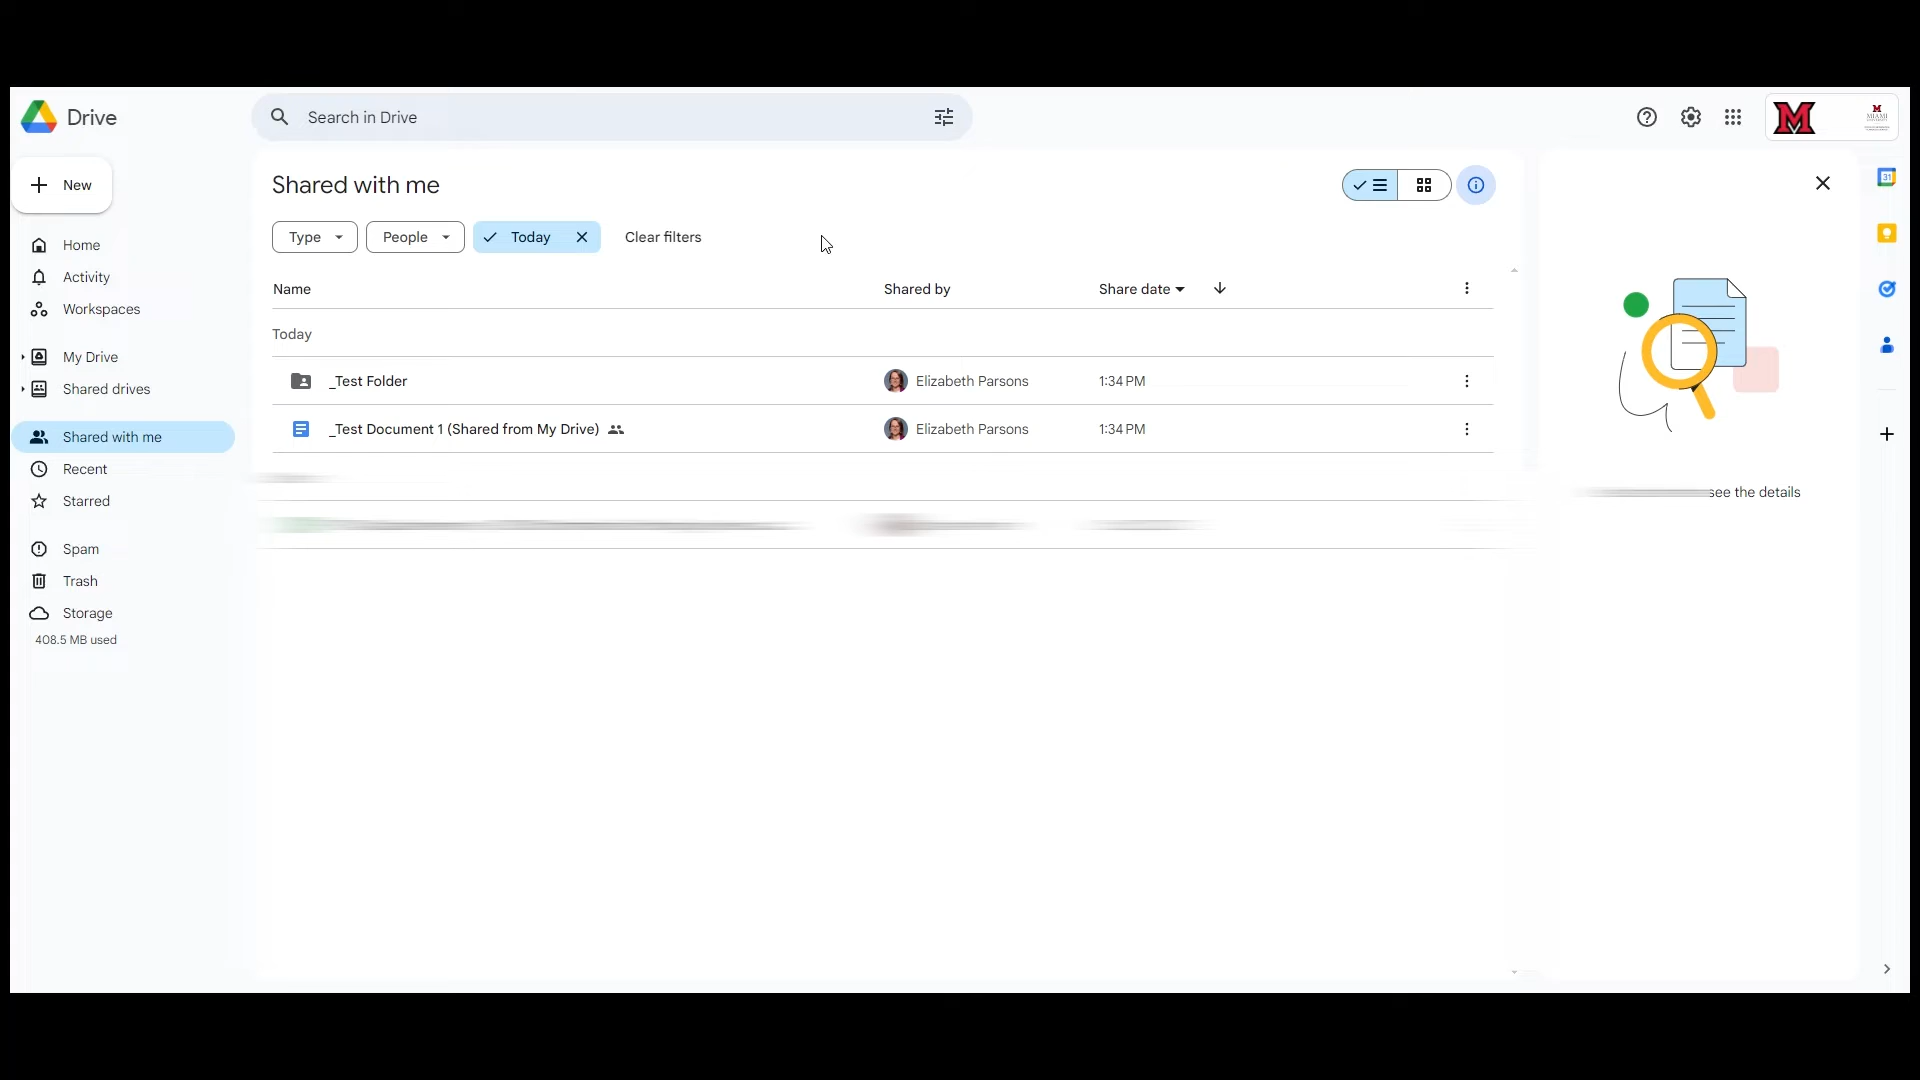 Drive
Search in Drive
M
MIAMI
New
Shared with me
Type
People
Today
Clear filters
Home
Activity
Workspaces
My Drive
Shared drives
Shared with me
Recent
Starred
Spam
Trash
Storage
408.5 MB used
Name
Shared by
Share date
Today
_Test Folder
Elizabeth Parsons
1:34 PM
_Test Document 1 (Shared from My Drive)
Elizabeth Parsons
1:34 PM
see the details
31